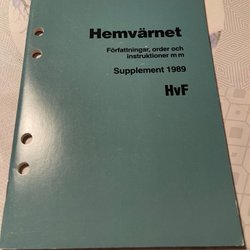 Hemvärnet
Författningar, order och
instruktioner m m
Supplement 1989
HvF